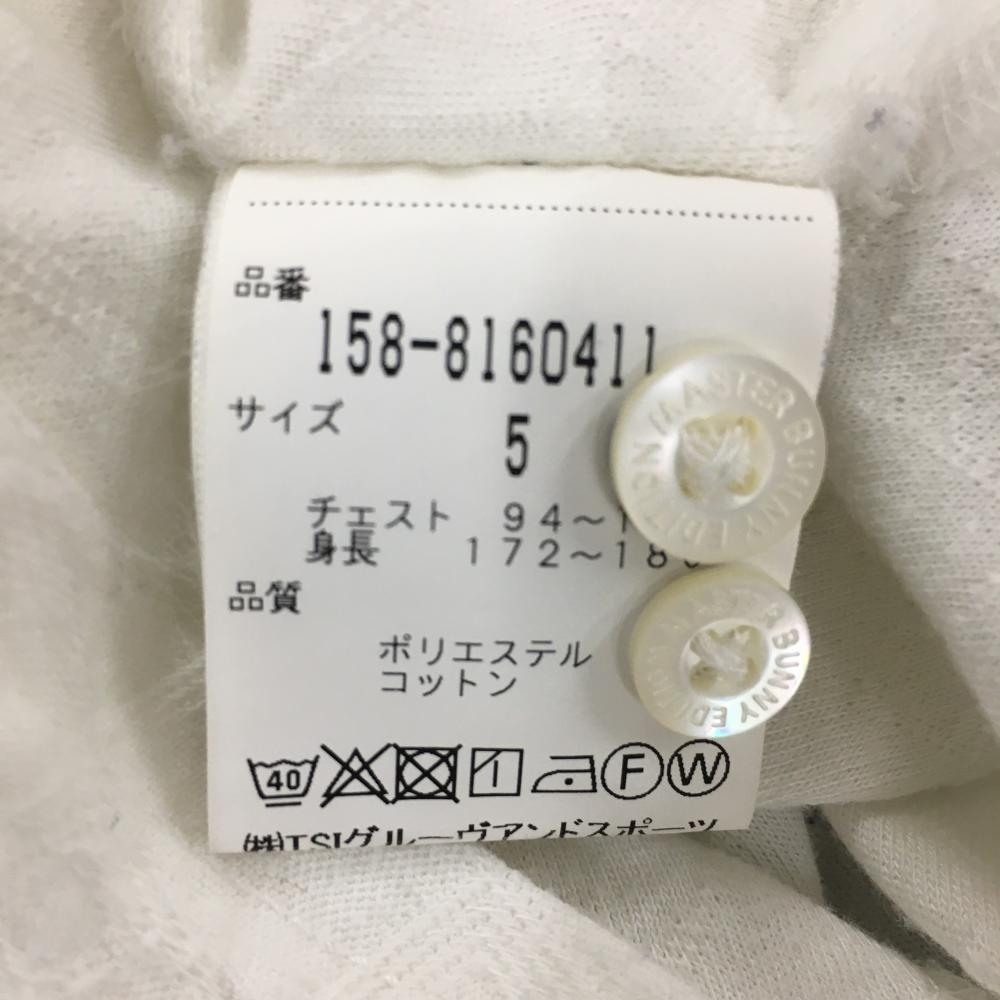 品番
158-8160411
サイズ
5
チェスト 94～
身長 172～18
品質
ポリエステル
コットン
40
F W
(株)TSIグルーヴアンドスポーツ
MASTER BUNNY EDITION
MASTER BUNNY EDITION